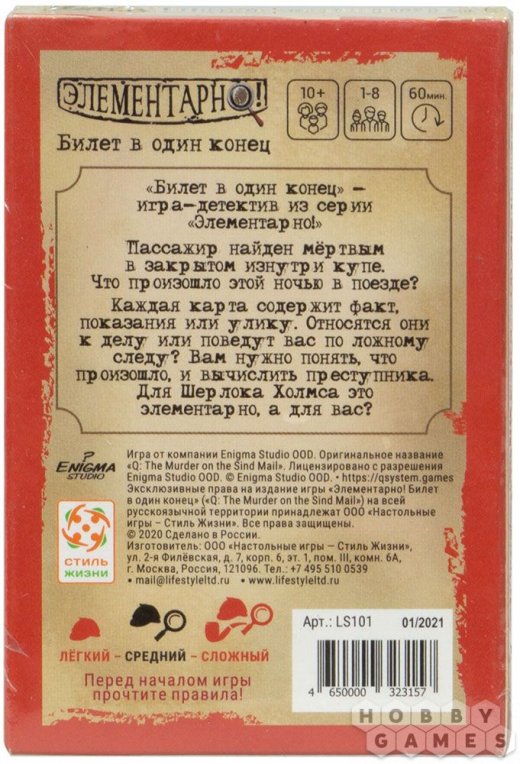 ЭЛЕМЕНТАРНО!
10+
1-8
60мин.
Билет в один конец
«Билет в один конец» –
игра-детектив из серии
«Элементарно!»
Пассажир найден мёртвым
в закрытом изнутри купе.
Что произошло этой ночью в поезде?
Каждая карта содержит факт,
показания или улику. Относятся они
к делу или поведут вас по ложному
следу? Вам нужно понять, что
произошло, и вычислить преступника.
Для Шерлока Холмса это
элементарно, а для вас?
Игра от компании Enigma Studio OOD. Оригинальное название
«Q: The Murder on the Sind Mail». Лицензировано с разрешения
Enigma Studio OOD. © Enigma Studio OOD. • https://qsystem.games
Эксклюзивные права на издание игры «Элементарно! Билет
в один конец» («Q: The Murder on the Sind Mail») на всей
русскоязычной территории принадлежат ООО «Настольные
игры – Стиль Жизни». Все права защищены.
© 2020 Сделано в России.
Изготовитель: ООО «Настольные игры – Стиль Жизни»,
ул. 2-я Филёвская, д. 7, корп. 6, эт. 1, пом. III, комн. 6А,
г. Москва, Россия, 121096. Тел.: +7 495 510 0539
• mail@lifestyleltd.ru • www.lifestyleltd.ru
ENIGMA
STUDIO
СТИЛЬ
ЖИЗНИ
ЛЁГКИЙ – СРЕДНИЙ – СЛОЖНЫЙ
Перед началом игры
прочтите правила!
Арт.: LS101
01/2021
4 650000 323157
HOBBY
GAMES